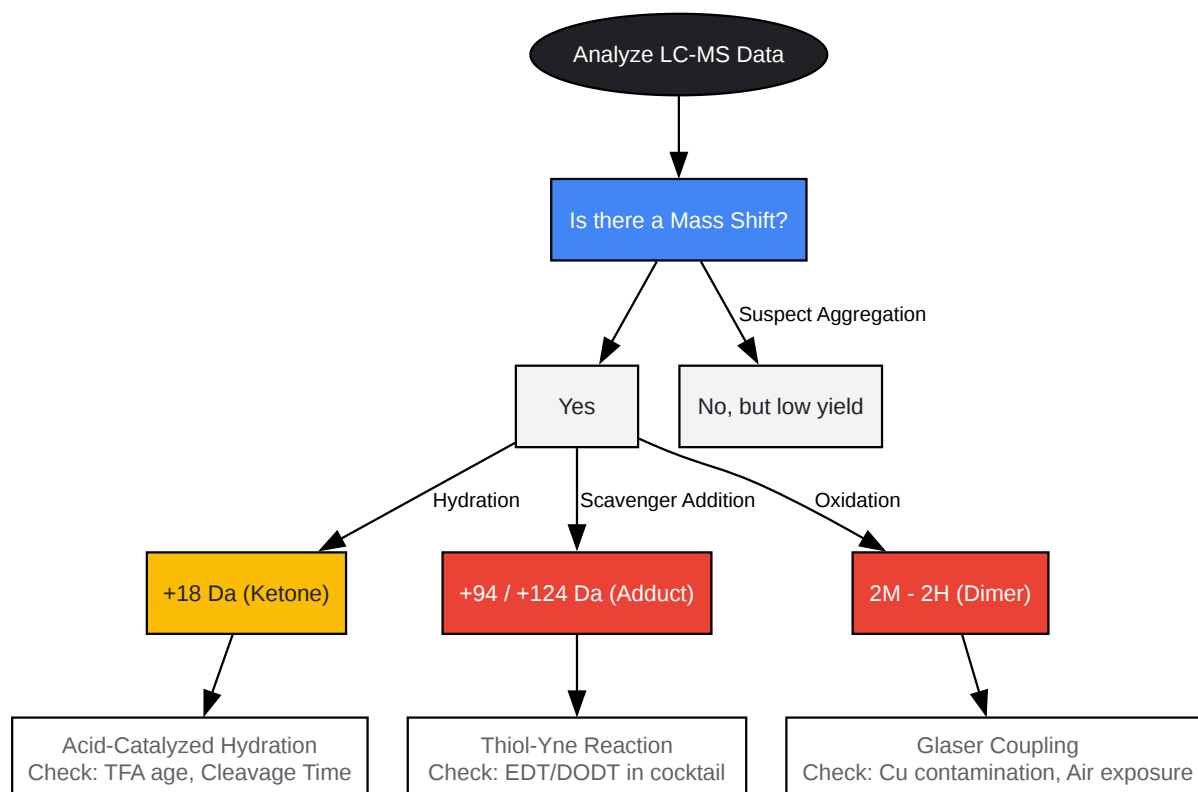 Analyze LC-MS Data
Is there a Mass Shift?
Suspect Aggregation
Yes
No, but low yield
Hydration
Scavenger Addition
Oxidation
+18 Da (Ketone)
+94 / +124 Da (Adduct)
2M - 2H (Dimer)
Acid-Catalyzed Hydration
Check: TFA age, Cleavage Time
Thiol-Yne Reaction
Check: EDT/DODT in cocktail
Glaser Coupling
Check: Cu contamination, Air exposure